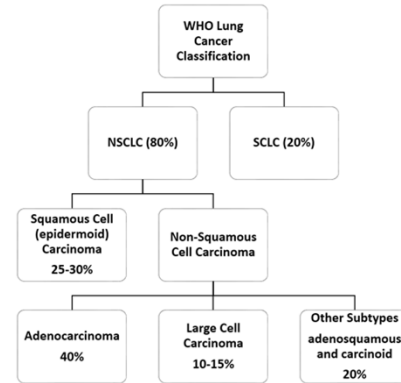 WHO Lung
Cancer
Classification
NSCLC (80%)
SCLC (20%)
Squamous Cell
(epidermoid)
Carcinoma
25-30%
Non-Squamous
Cell Carcinoma
Adenocarcinoma
40%
Large Cell
Carcinoma
10-15%
Other Subtypes
adenosquamous
and carcinoid
20%